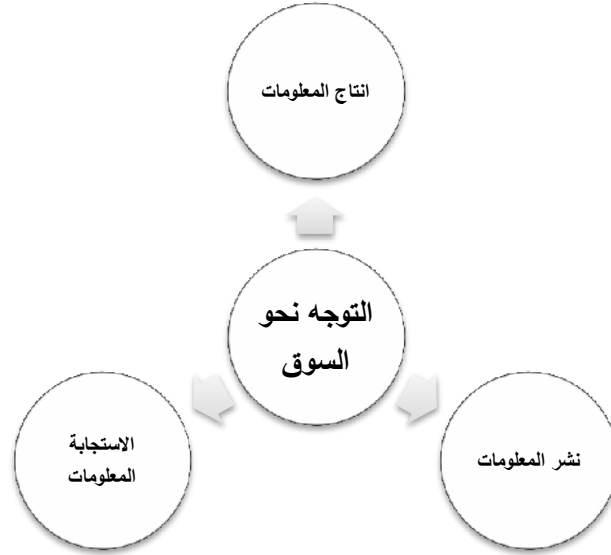 انتاج المعلومات
التوجه نحو
السوق
نشر المعلومات
الاستجابة
المعلومات